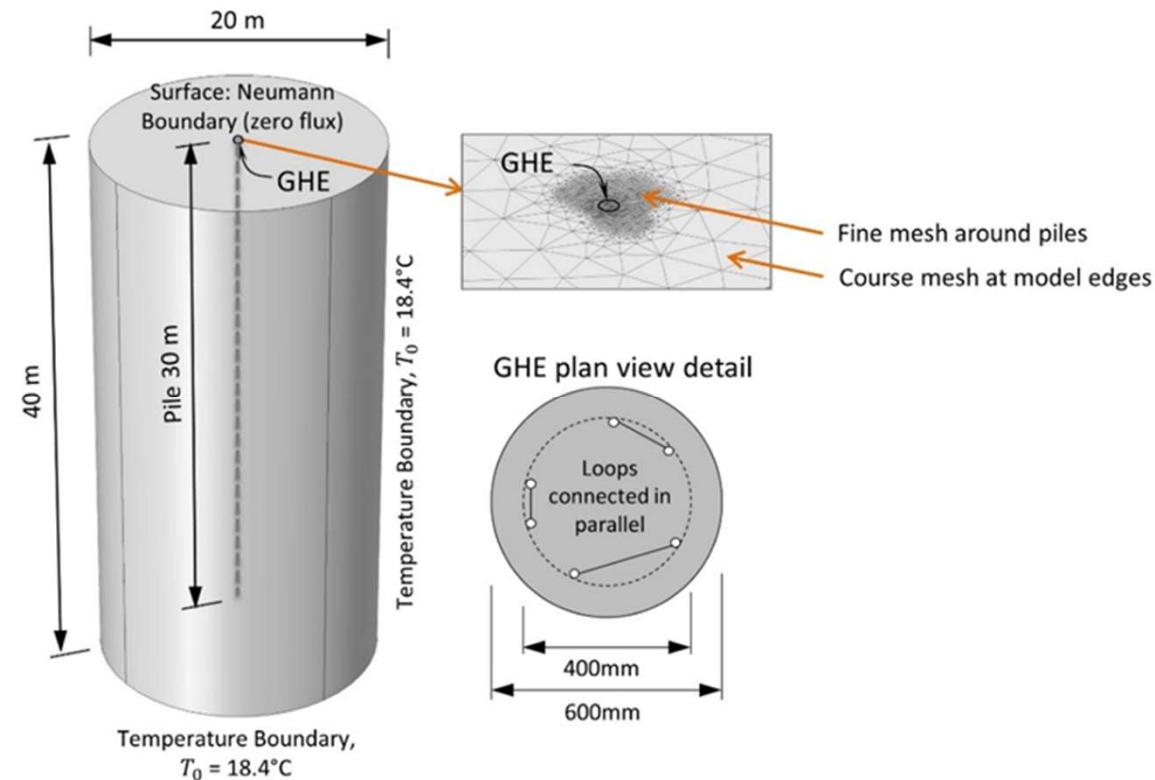 20 m
Surface: Neumann
Boundary (zero flux)
GHE
40 m
Pile 30 m
Temperature Boundary, T₀ = 18.4°C
Temperature Boundary,
T₀ = 18.4°C
GHE
Fine mesh around piles
Course mesh at model edges
GHE plan view detail
Loops
connected in
parallel
400mm
600mm